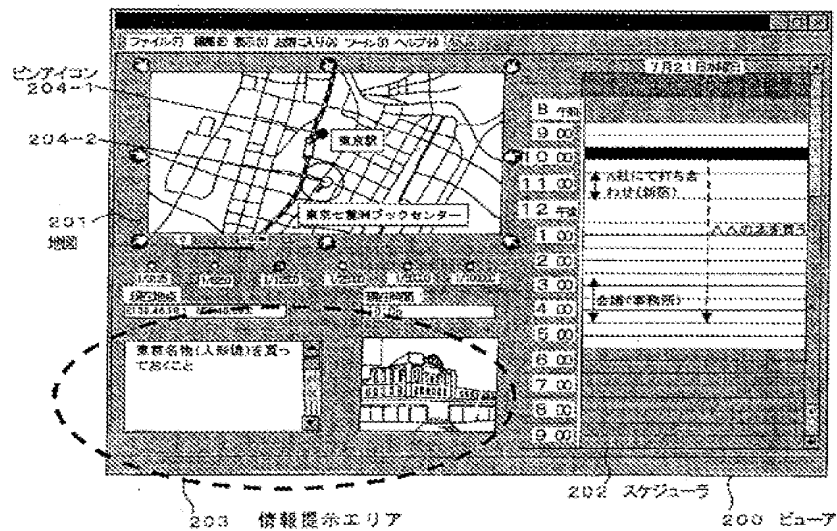 ファイル(F) 編集(E) 表示(V) お気に入り(A) ツール(T) ヘルプ(H)
ピンアイコン
204-1
204-2
201
地図
東京駅
東京七重洲ブックセンター
7月21日水曜日
8 午前
9 00
10 00
11 00
12 午後
1 00
2 00
3 00
4 00
5 00
6 00
7 00
8 00
9 00
A社にて打ち合
わせ(新宿)
会議(事務所)
現在地点
現在時間
東京名物(人形焼)を買っ
ておくこと
202 スケジューラ
203 情報提示エリア
200 ビューア